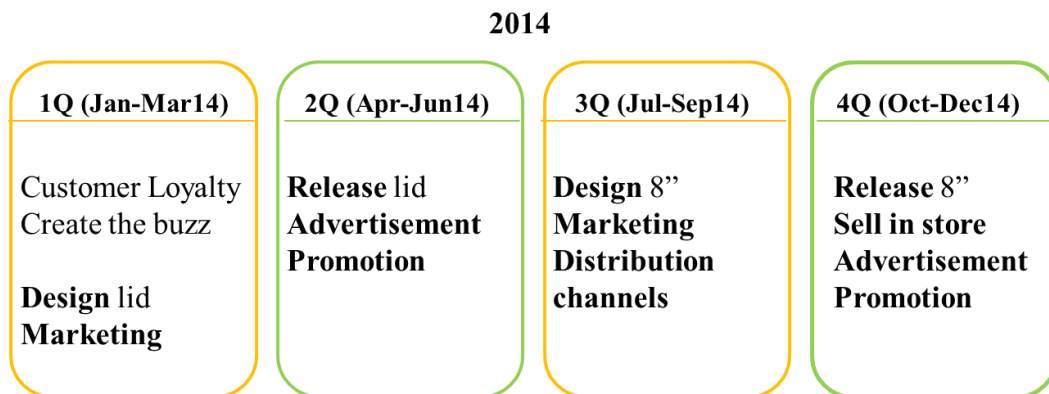 2014
1Q (Jan-Mar14)
Customer Loyalty
Create the buzz
Design lid
Marketing
2Q (Apr-Jun14)
Release lid
Advertisement
Promotion
3Q (Jul-Sep14)
Design 8”
Marketing
Distribution
channels
4Q (Oct-Dec14)
Release 8”
Sell in store
Advertisement
Promotion